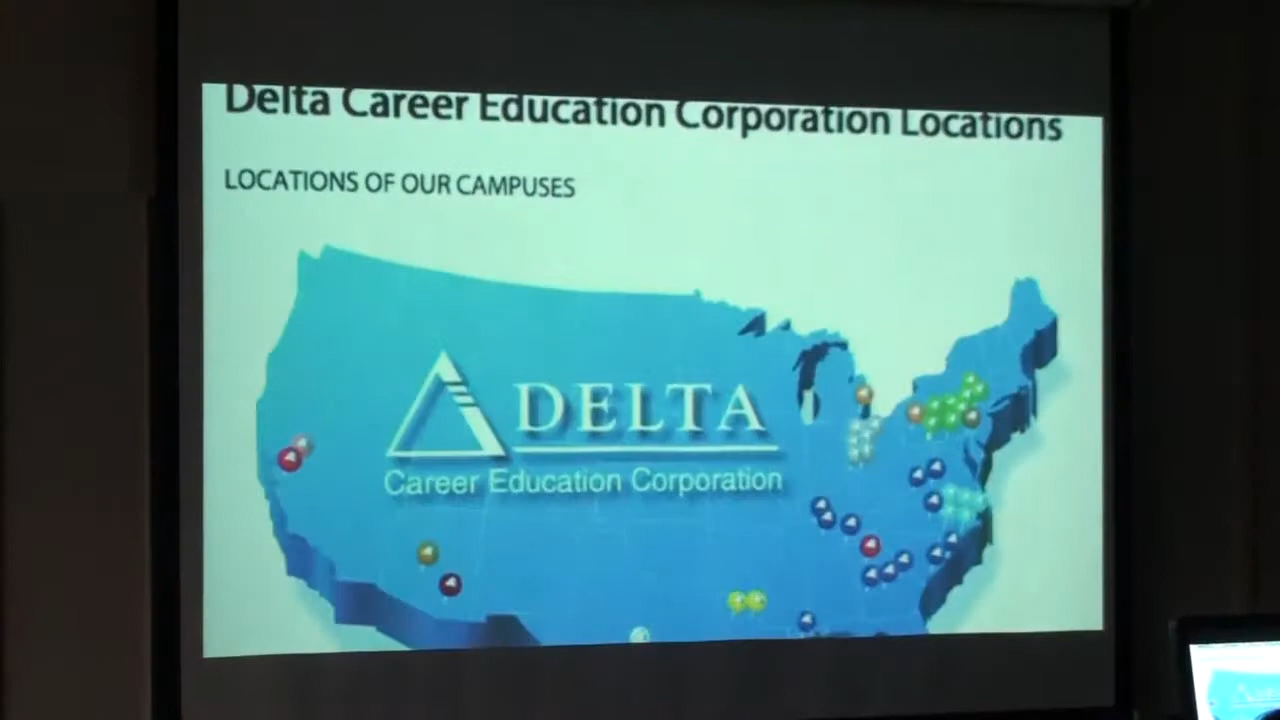 Delta Career Education Corporation Locations
LOCATIONS OF OUR CAMPUSES
DELTA
Career Education Corporation